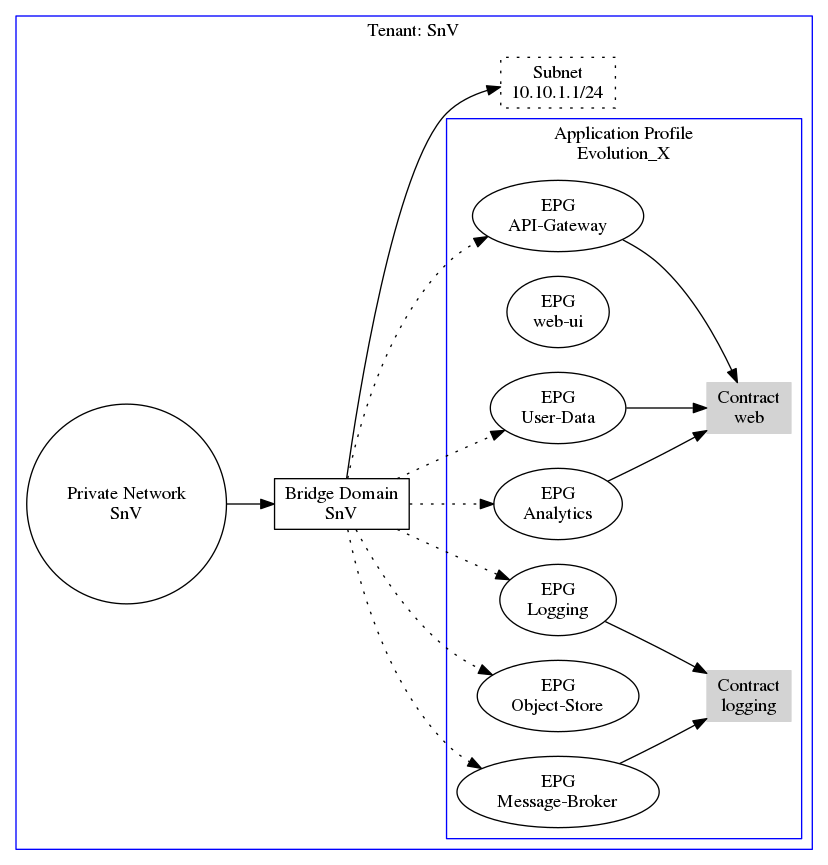 Tenant: SnV
Subnet
10.10.1.1/24
Application Profile
Evolution_X
EPG
API-Gateway
EPG
web-ui
EPG
User-Data
Contract
web
Private Network
SnV
Bridge Domain
SnV
EPG
Analytics
EPG
Logging
EPG
Object-Store
Contract
logging
EPG
Message-Broker